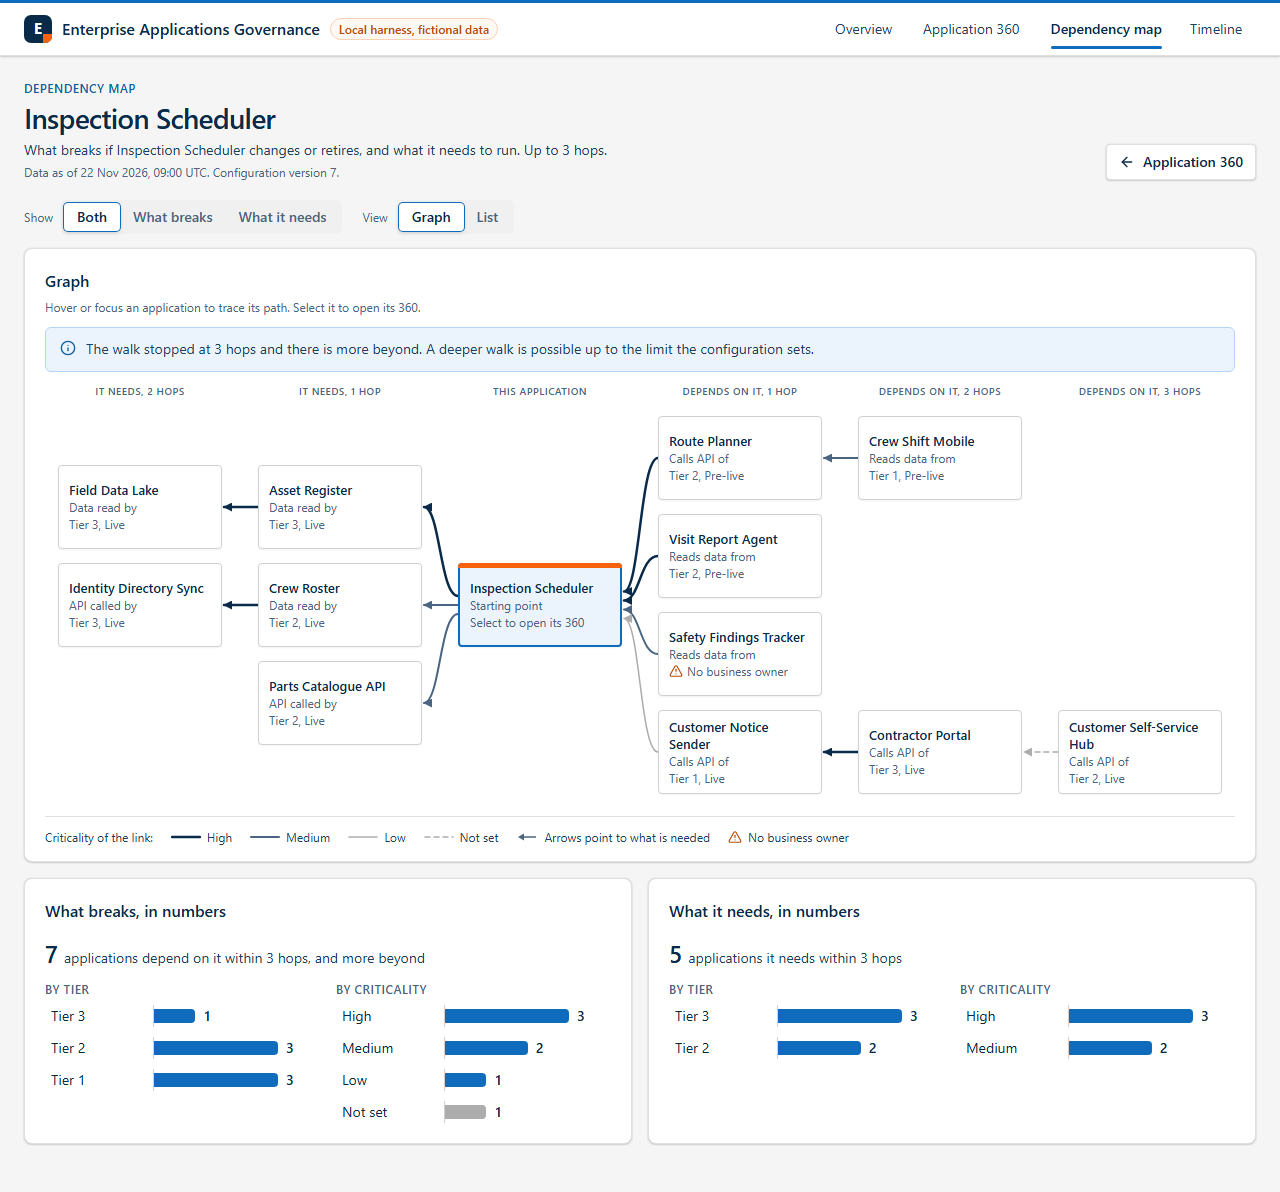 E
Enterprise Applications Governance
Local harness, fictional data
Overview
Application 360
Dependency map
Timeline
DEPENDENCY MAP
Inspection Scheduler
What breaks if Inspection Scheduler changes or retires, and what it needs to run. Up to 3 hops.
Data as of 22 Nov 2026, 09:00 UTC. Configuration version 7.
Application 360
Show
Both
What breaks
What it needs
View
Graph
List
Graph
Hover or focus an application to trace its path. Select it to open its 360.
The walk stopped at 3 hops and there is more beyond. A deeper walk is possible up to the limit the configuration sets.
IT NEEDS, 2 HOPS
IT NEEDS, 1 HOP
THIS APPLICATION
DEPENDS ON IT, 1 HOP
DEPENDS ON IT, 2 HOPS
DEPENDS ON IT, 3 HOPS
Field Data Lake
Data read by
Tier 3, Live
Identity Directory Sync
API called by
Tier 3, Live
Asset Register
Data read by
Tier 3, Live
Crew Roster
Data read by
Tier 2, Live
Parts Catalogue API
API called by
Tier 2, Live
Inspection Scheduler
Starting point
Select to open its 360
Route Planner
Calls API of
Tier 2, Pre-live
Visit Report Agent
Reads data from
Tier 2, Pre-live
Safety Findings Tracker
Reads data from
No business owner
Customer Notice
Sender
Calls API of
Tier 1, Live
Crew Shift Mobile
Reads data from
Tier 1, Pre-live
Contractor Portal
Calls API of
Tier 3, Live
Customer Self-Service
Hub
Calls API of
Tier 2, Live
Criticality of the link:
High
Medium
Low
Not set
Arrows point to what is needed
No business owner
What breaks, in numbers
7 applications depend on it within 3 hops, and more beyond
BY TIER
Tier 3 1
Tier 2 3
Tier 1 3
BY CRITICALITY
High 3
Medium 2
Low 1
Not set 1
What it needs, in numbers
5 applications it needs within 3 hops
BY TIER
Tier 3 3
Tier 2 2
BY CRITICALITY
High 3
Medium 2